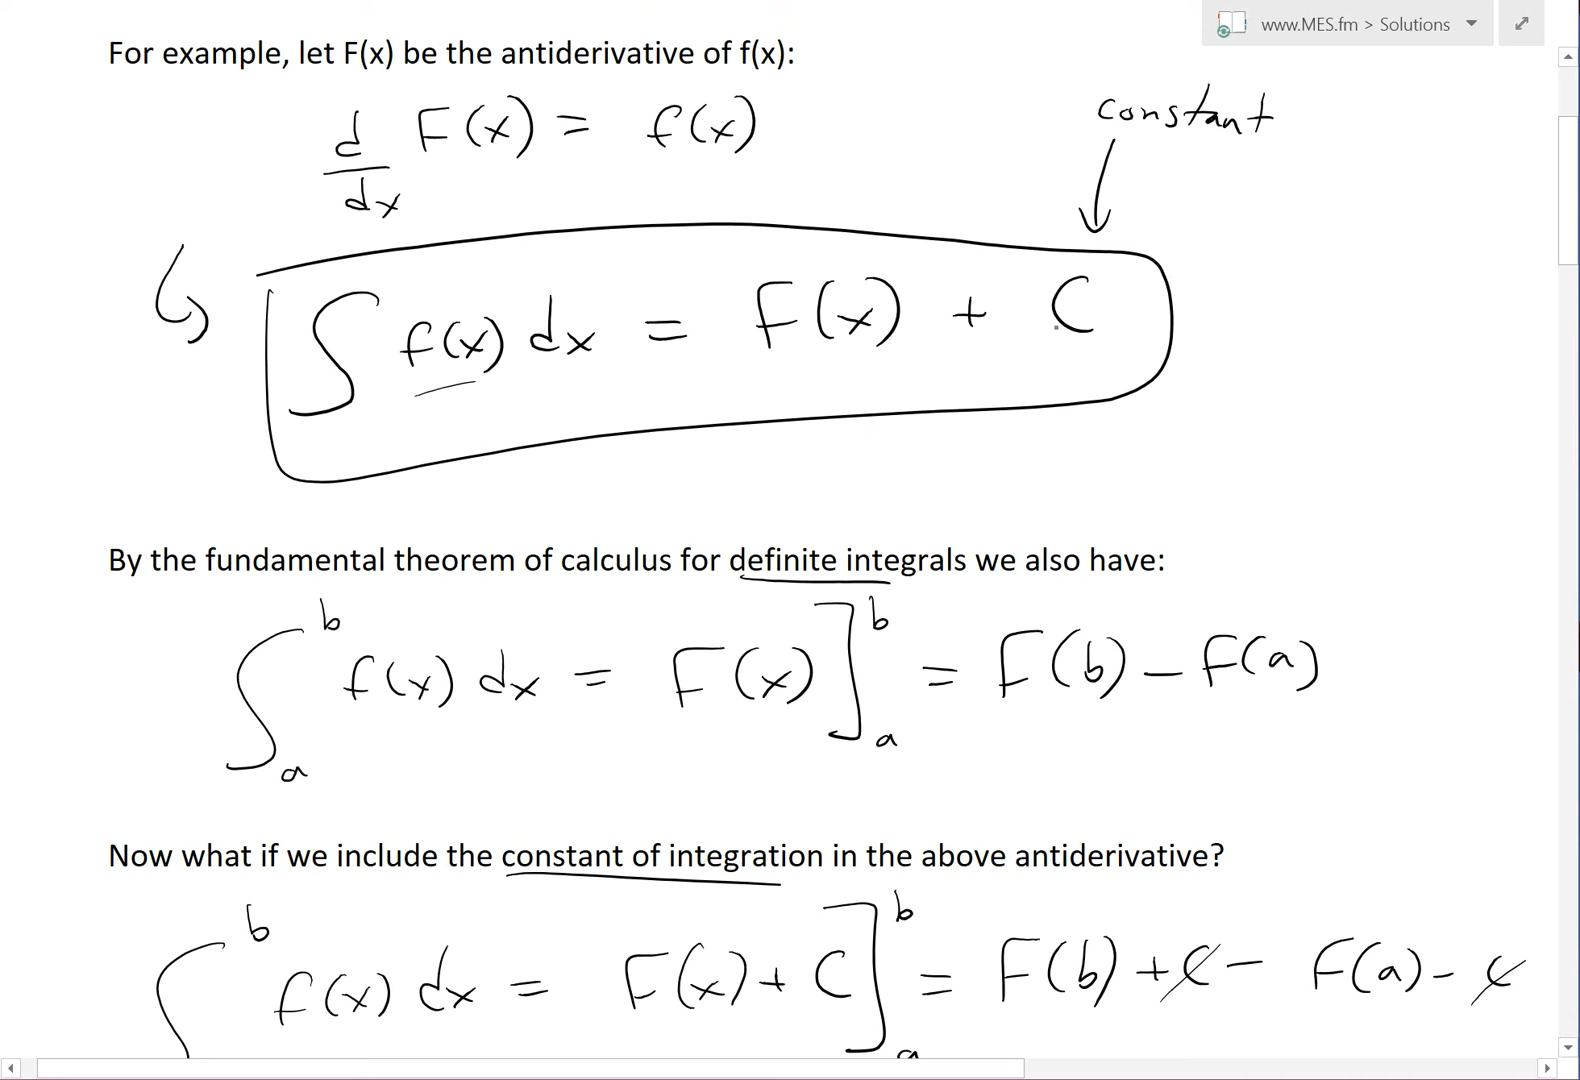 www.MES.fm > Solutions
For example, let F(x) be the antiderivative of f(x):
constant
d/dx F(x) = f(x)
∫ f(x) dx = F(x) + C
By the fundamental theorem of calculus for definite integrals we also have:
∫_a^b f(x) dx = F(x)]_a^b = F(b) - F(a)
Now what if we include the constant of integration in the above antiderivative?
∫^b f(x) dx = F(x) + C]_a^b = F(b) + C - F(a) - C